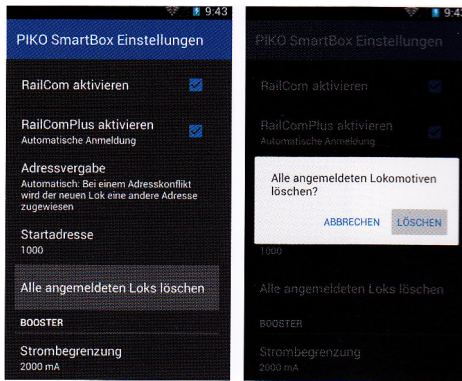 9:43
PIKO SmartBox Einstellungen
RailCom aktivieren
RailComPlus aktivieren
Automatische Anmeldung
Adressvergabe
Automatisch: Bei einem Adresskonflikt
wird der neuen Lok eine andere Adresse
zugewiesen
Startadresse
1000
Alle angemeldeten Loks löschen
BOOSTER
Strombegrenzung
2000 mA
9:43
PIKO SmartBox Einstellungen
RailCom aktivieren
RailComPlus aktivieren
Automatische Anmeldung
Alle angemeldeten Lokomotiven
löschen?
ABBRECHEN LÖSCHEN
1000
Alle angemeldeten Loks löschen
BOOSTER
Strombegrenzung
2000 mA